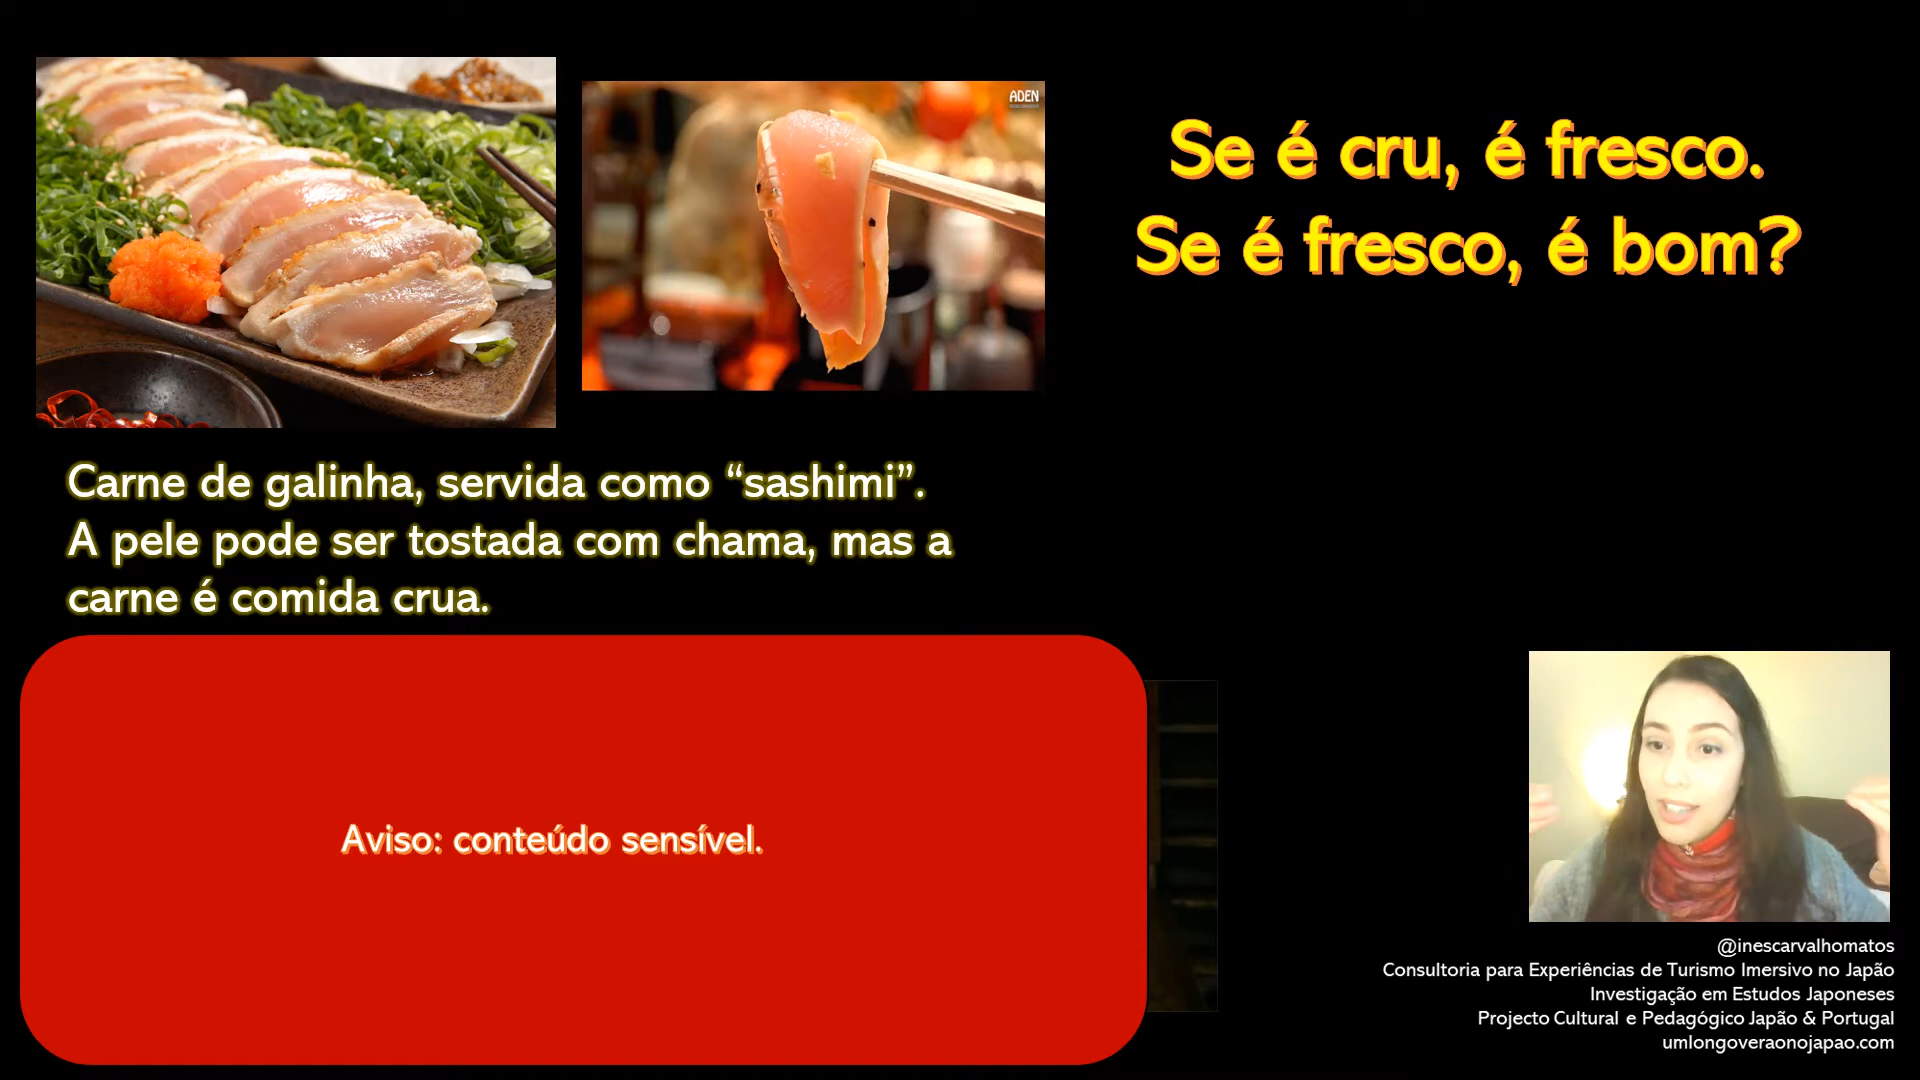 ADEN
Se é cru, é fresco.
Se é fresco, é bom?
Carne de galinha, servida como “sashimi”.
A pele pode ser tostada com chama, mas a
carne é comida crua.
Aviso: conteúdo sensível.
@inescarvalhomatos
Consultoria para Experiências de Turismo Imersivo no Japão
Investigação em Estudos Japoneses
Projecto Cultural e Pedagógico Japão & Portugal
umlongoveraonojapao.com